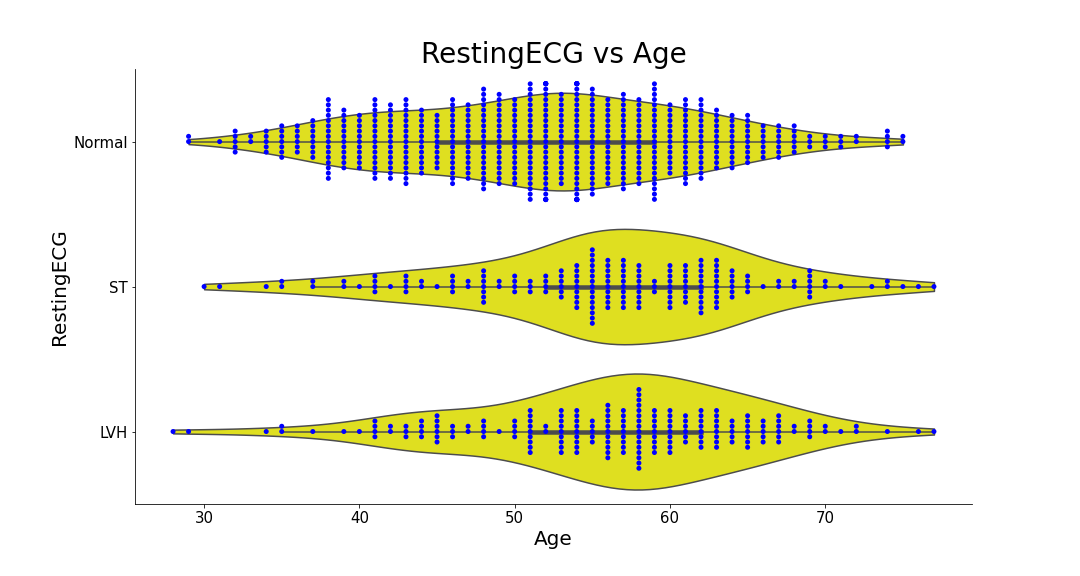 RestingECG vs Age
Normal
ST
LVH
RestingECG
30 40 50 60 70
Age